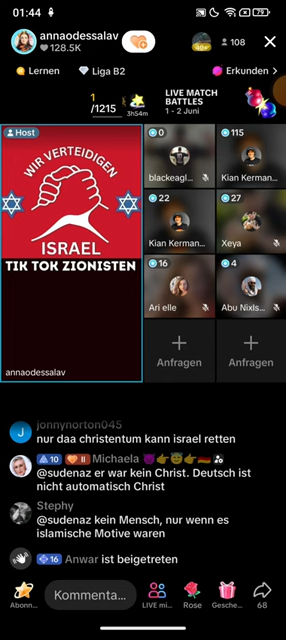 01:44
79
annaodessalav
128.5K
40+
108
Lernen
Liga B2
Erkunden >
1
/1215
3h54m
LIVE MATCH
BATTLES
1 - 2 Juni
Host
WIR VERTEIDIGEN
ISRAEL
TIK TOK ZIONISTEN
annaodessalav
0
blackeagl...
115
Kian Kerman...
22
Kian Kerman...
27
Xeya
16
Ari elle
4
Abu Nixls...
Anfragen
Anfragen
J
jonnynorton045
nur daa christentum kann israel retten
10 II Michaela 😈👉😇👉🇩🇪
@sudenaz er war kein Christ. Deutsch ist
nicht automatisch Christ
Stephy
@sudenaz kein Mensch, nur wenn es
islamische Motive waren
16 Anwar ist beigetreten
Abonn...
Kommenta...
LIVE mi...
Rose
Gesche...
68